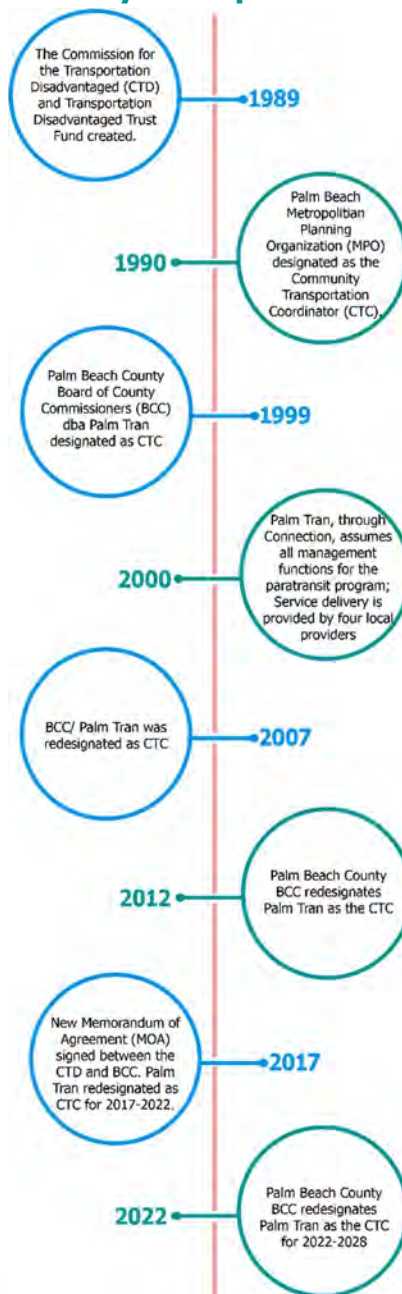 The Commission for
the Transportation
Disadvantaged (CTD)
and Transportation
Disadvantaged Trust
Fund created.
1989
Palm Beach
Metropolitan
Planning
Organization (MPO)
designated as the
Community
Transportation
Coordinator (CTC),
1990
Palm Beach County
Board of County
Commissioners (BCC)
dba Palm Tran
designated as CTC
1999
Palm Tran, through
Connection, assumes
all management
functions for the
paratransit program;
Service delivery is
provided by four local
providers
2000
BCC/ Palm Tran was
redesignated as CTC
2007
Palm Beach County
BCC redesignates
Palm Tran as the CTC
2012
New Memorandum of
Agreement (MOA)
signed between the
CTD and BCC. Palm
Tran redesignated as
CTC for 2017-2022.
2017
Palm Beach County
BCC redesignates
Palm Tran as the CTC
for 2022-2028
2022